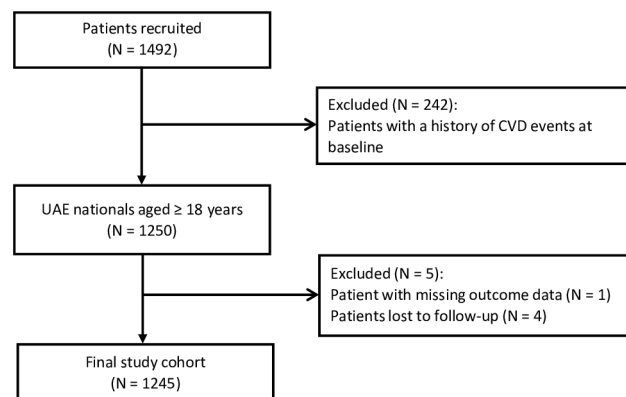 Patients recruited
(N = 1492)
Excluded (N = 242):
Patients with a history of CVD events at
baseline
UAE nationals aged ≥ 18 years
(N = 1250)
Excluded (N = 5):
Patient with missing outcome data (N = 1)
Patients lost to follow-up (N = 4)
Final study cohort
(N = 1245)